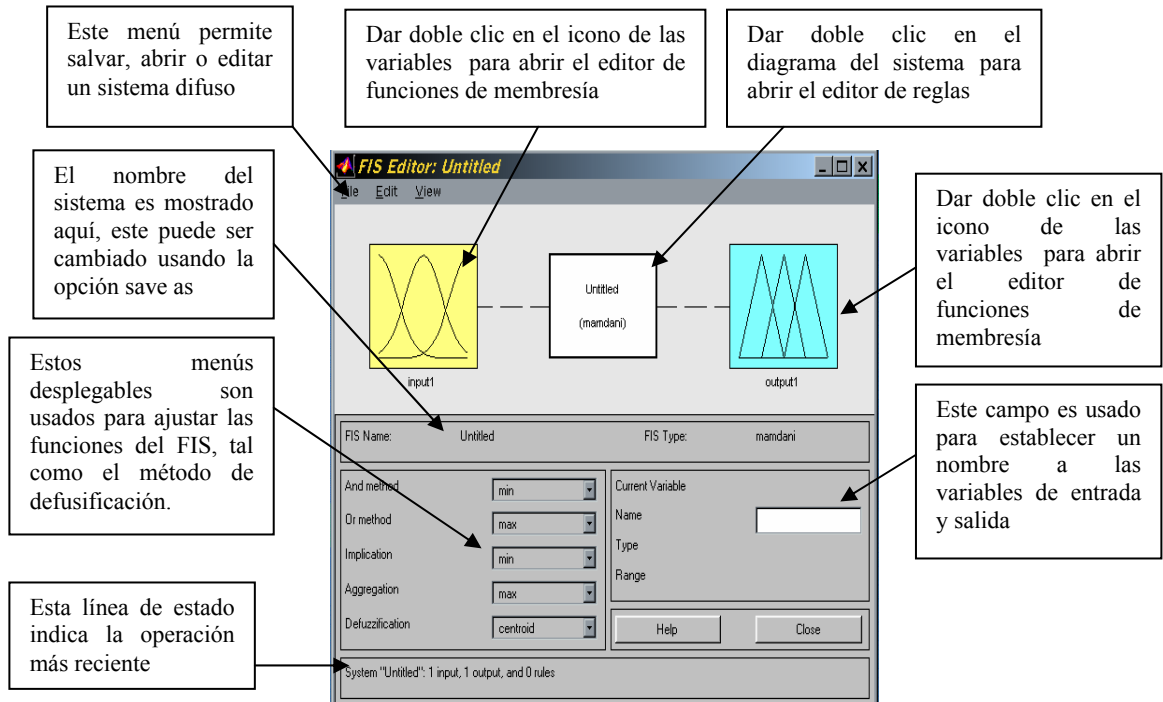 Este menú permite
salvar, abrir o editar
un sistema difuso
Dar doble clic en el icono de las
variables para abrir el editor de
funciones de membresía
Dar doble clic en el
diagrama del sistema para
abrir el editor de reglas
El nombre del
sistema es mostrado
aquí, este puede ser
cambiado usando la
opción save as
Estos menús
desplegables son
usados para ajustar las
funciones del FIS, tal
como el método de
defusificación.
Esta línea de estado
indica la operación
más reciente
FIS Editor: Untitled
File Edit View
Untitled
(mamdani)
input1
output1
FIS Name: Untitled FIS Type: mamdani
And method min
Or method max
Implication min
Aggregation max
Defuzzification centroid
Current Variable
Name
Type
Range
Help Close
System "Untitled": 1 input, 1 output, and 0 rules
Dar doble clic en el
icono de las
variables para abrir
el editor de
funciones de
membresía
Este campo es usado
para establecer un
nombre a las
variables de entrada
y salida